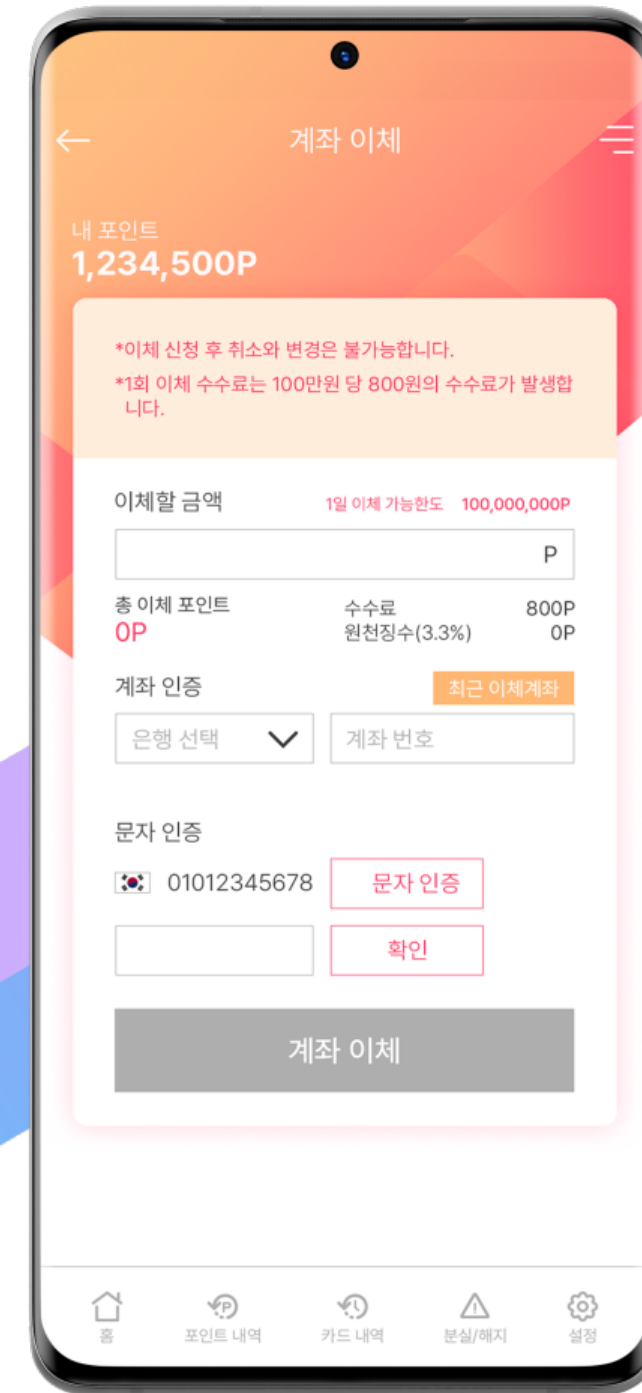 계좌 이체
내 포인트
1,234,500P
*이체 신청 후 취소와 변경은 불가능합니다.
*1회 이체 수수료는 100만원 당 800원의 수수료가 발생합
니다.
이체할 금액 1일 이체 가능한도 100,000,000P
P
총 이체 포인트 수수료 800P
0P 원천징수(3.3%) 0P
계좌 인증 최근 이체계좌
은행 선택 계좌 번호
문자 인증
01012345678 문자 인증
확인
계좌 이체
홈 포인트 내역 카드 내역 분실/해지 설정